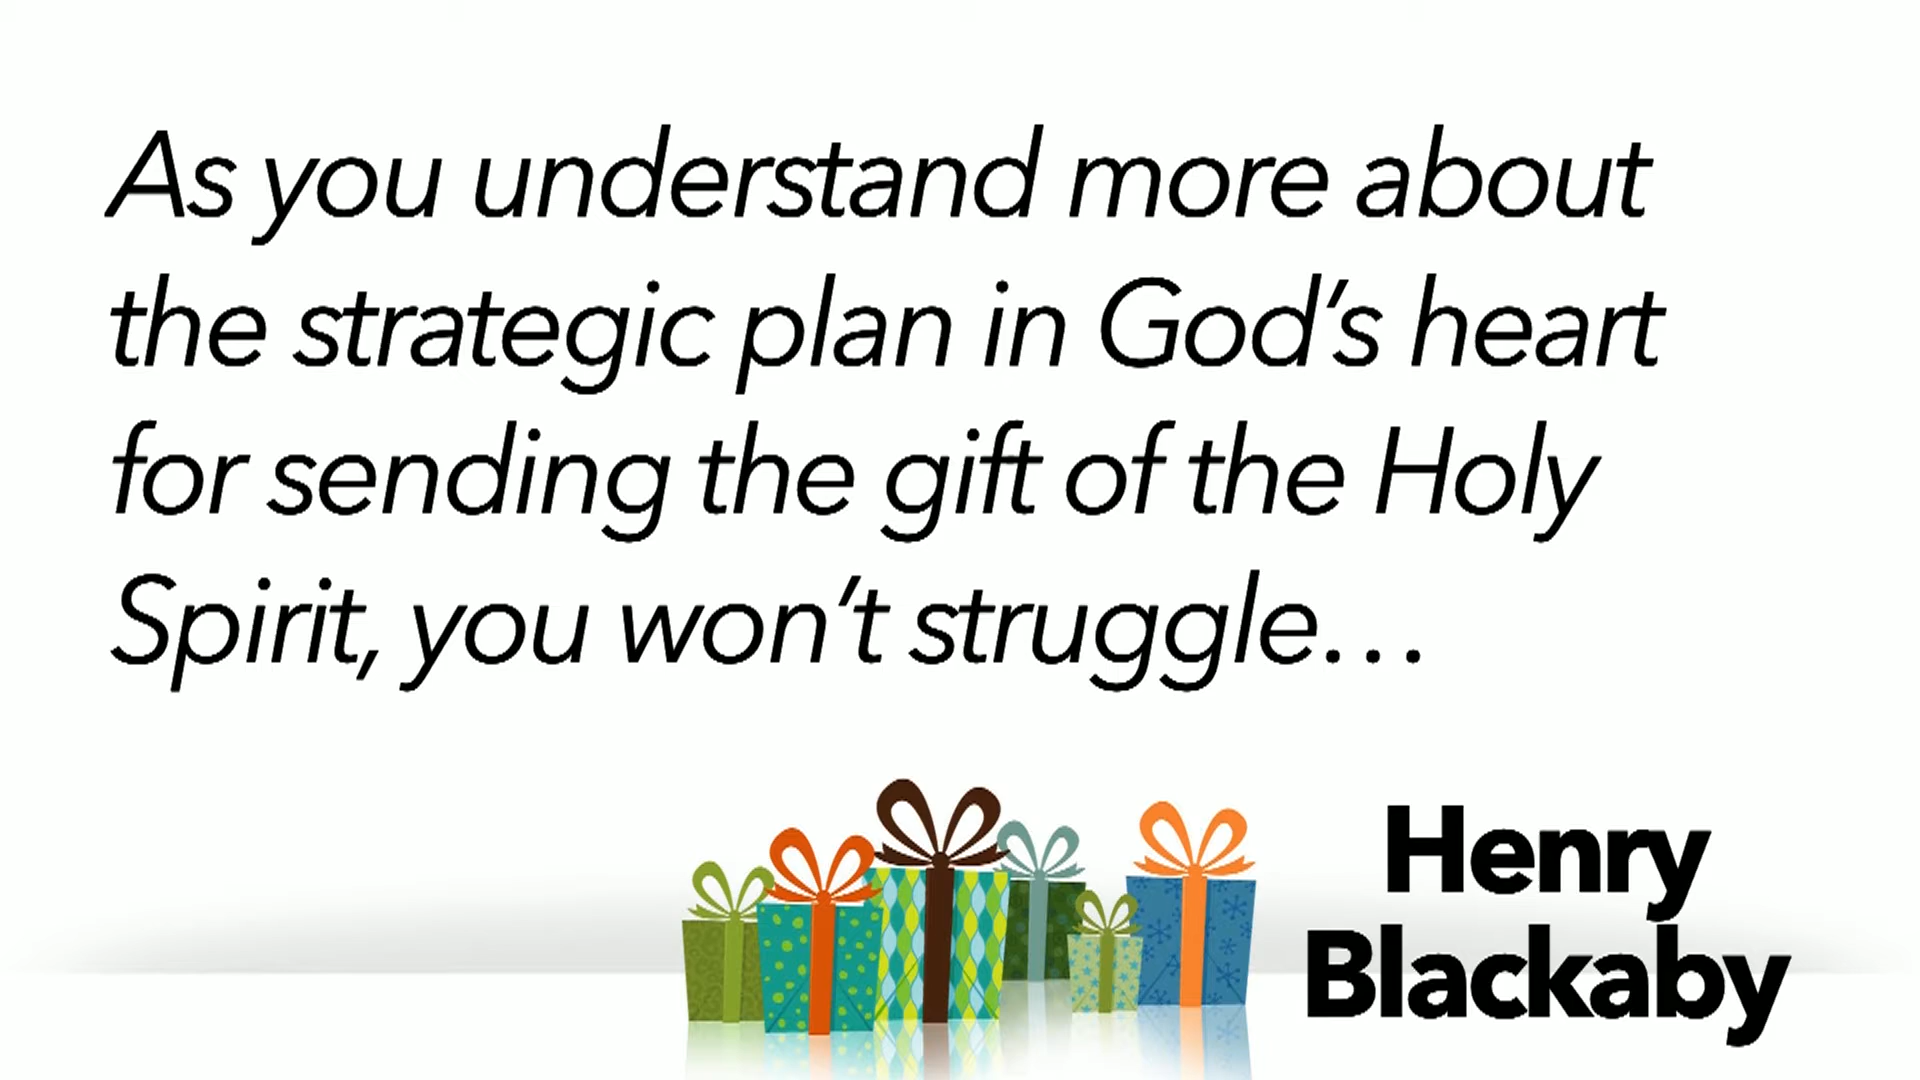 As you understand more about
the strategic plan in God’s heart
for sending the gift of the Holy
Spirit, you won’t struggle…
Henry
Blackaby